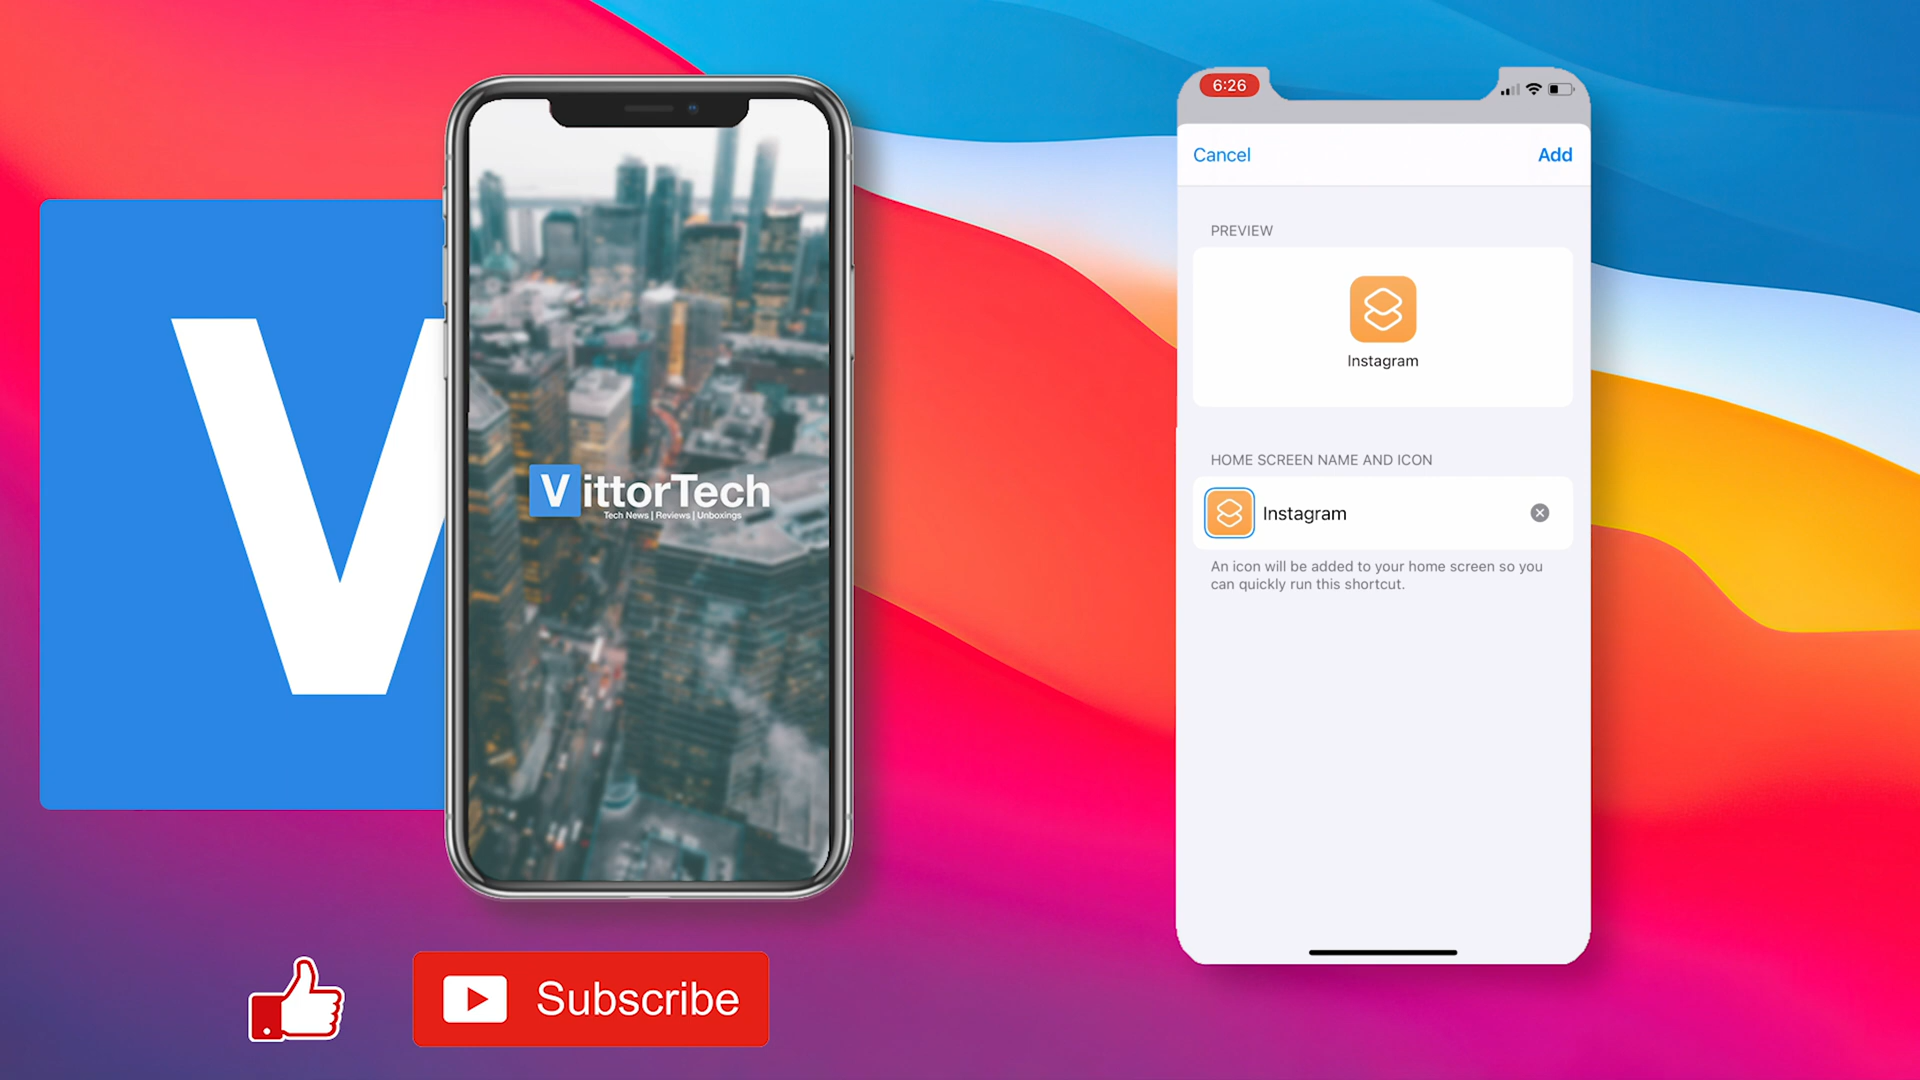 V
VittorTech
Tech News | Reviews | Unboxings
Subscribe
6:26
Cancel
Add
PREVIEW
Instagram
HOME SCREEN NAME AND ICON
Instagram
An icon will be added to your home screen so you
can quickly run this shortcut.